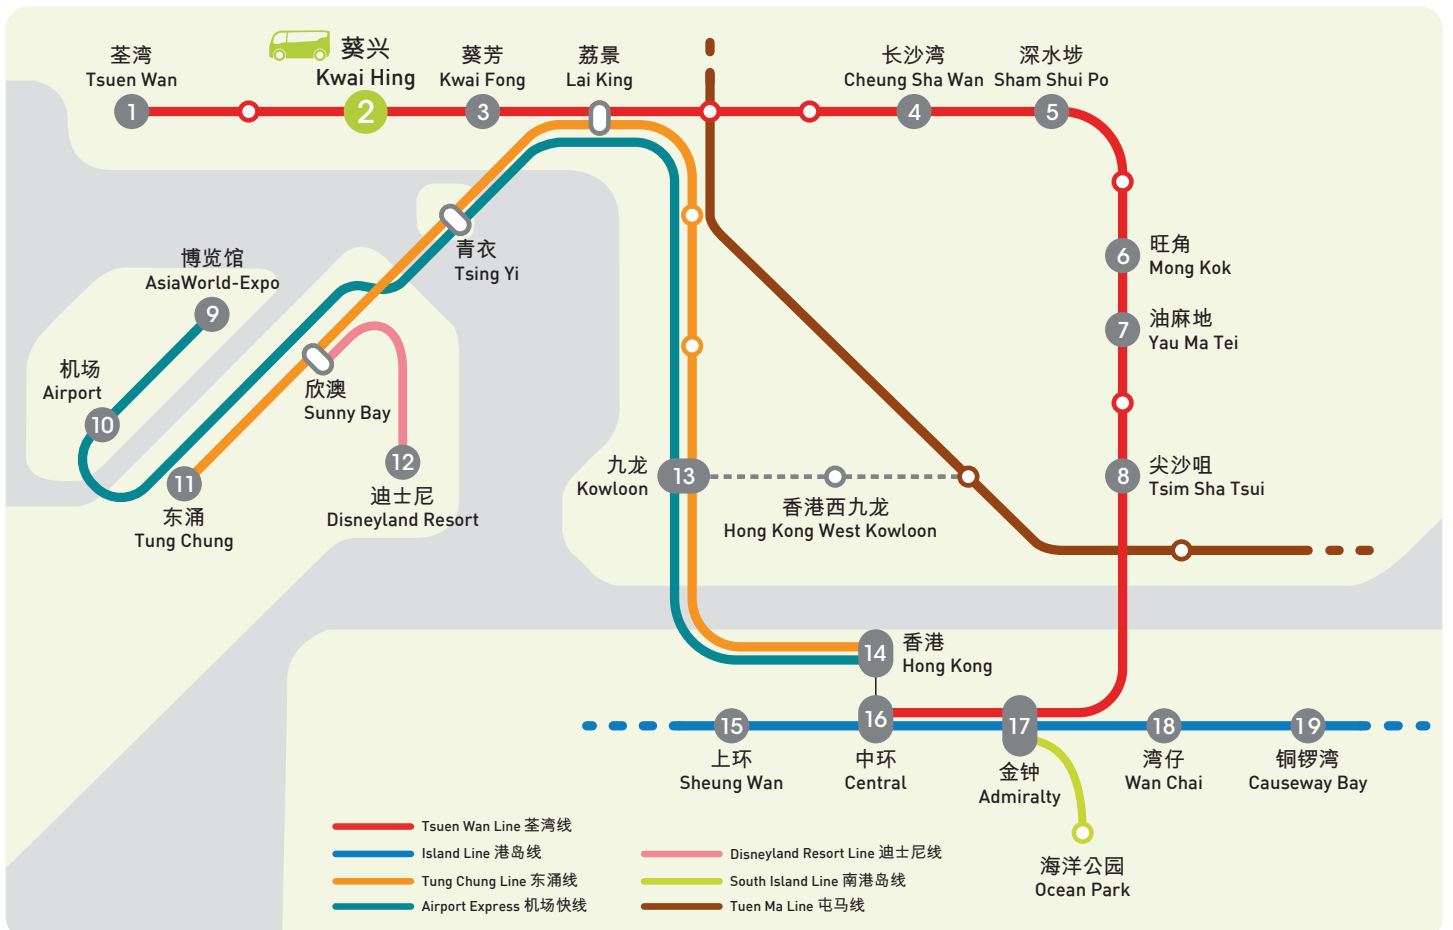 荃湾
Tsuen Wan
1
葵兴
Kwai Hing
2
葵芳
Kwai Fong
3
荔景
Lai King
长沙湾
Cheung Sha Wan
4
深水埗
Sham Shui Po
5
6
旺角
Mong Kok
7
油麻地
Yau Ma Tei
8
尖沙咀
Tsim Sha Tsui
青衣
Tsing Yi
博览馆
AsiaWorld-Expo
9
机场
Airport
10
欣澳
Sunny Bay
11
东涌
Tung Chung
12
迪士尼
Disneyland Resort
九龙
Kowloon
13
香港西九龙
Hong Kong West Kowloon
14
香港
Hong Kong
15
上环
Sheung Wan
16
中环
Central
17
金钟
Admiralty
18
湾仔
Wan Chai
19
铜锣湾
Causeway Bay
海洋公园
Ocean Park
Tsuen Wan Line 荃湾线
Island Line 港岛线
Tung Chung Line 东涌线
Airport Express 机场快线
Disneyland Resort Line 迪士尼线
South Island Line 南港岛线
Tuen Ma Line 屯马线